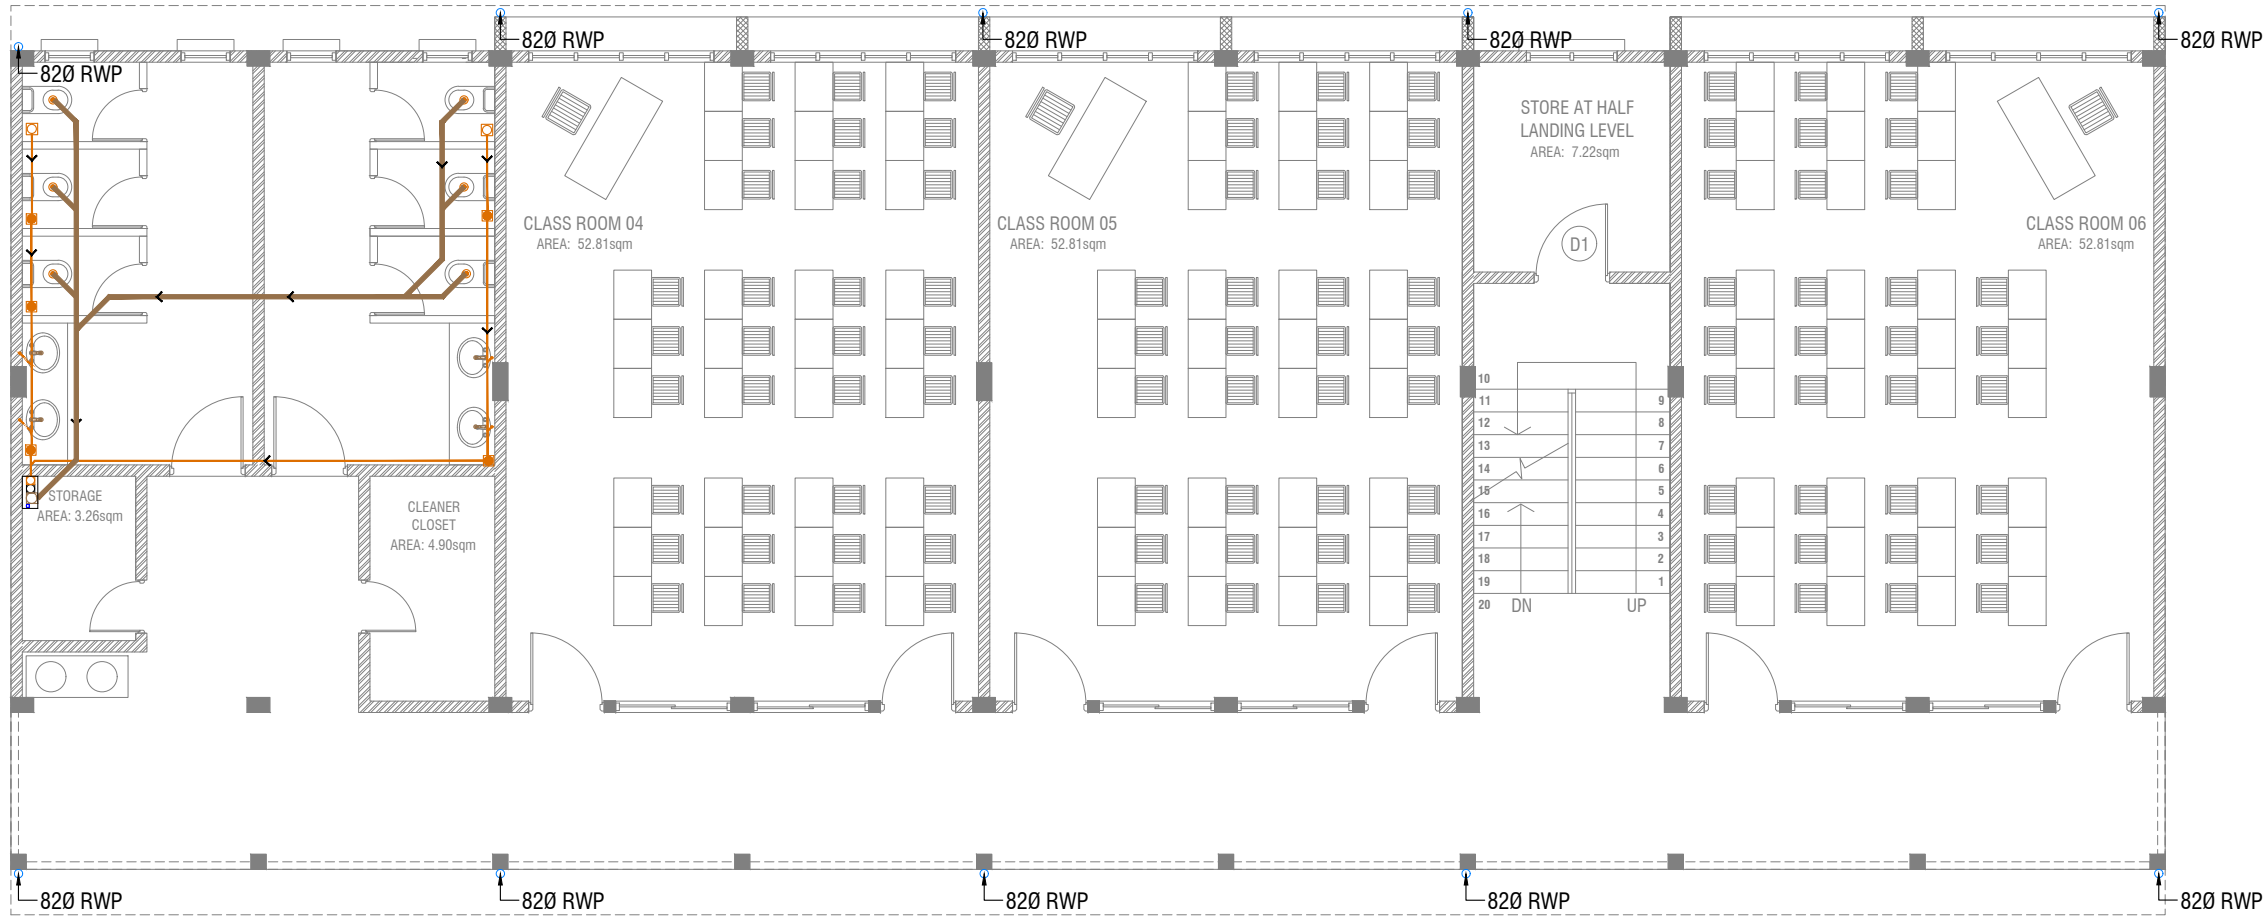 82Ø RWP
82Ø RWP
82Ø RWP
82Ø RWP
82Ø RWP
STORE AT HALF
LANDING LEVEL
AREA: 7.22sqm
CLASS ROOM 04
AREA: 52.81sqm
CLASS ROOM 05
AREA: 52.81sqm
CLASS ROOM 06
AREA: 52.81sqm
D1
10
11
12
13
14
15
16
17
18
19
20
9
8
7
6
5
4
3
2
1
DN
UP
STORAGE
AREA: 3.26sqm
CLEANER
CLOSET
AREA: 4.90sqm
82Ø RWP
82Ø RWP
82Ø RWP
82Ø RWP
82Ø RWP